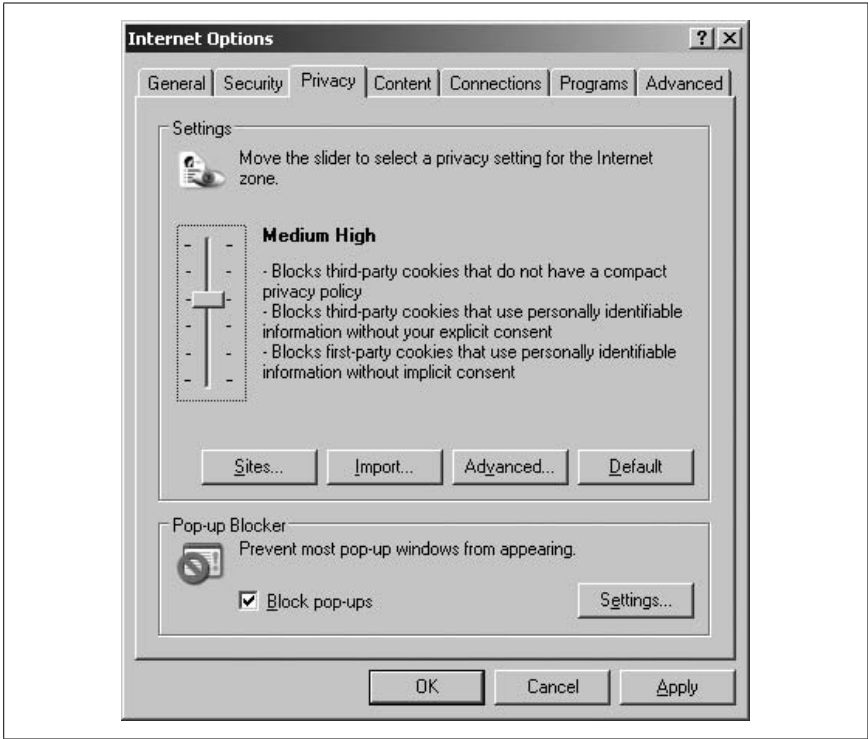 Internet Options
General Security Privacy Content Connections Programs Advanced
Settings
Move the slider to select a privacy setting for the Internet
zone.
Medium High
- Blocks third-party cookies that do not have a compact
privacy policy
- Blocks third-party cookies that use personally identifiable
information without your explicit consent
- Blocks first-party cookies that use personally identifiable
information without implicit consent
Sites... Import... Advanced... Default
Pop-up Blocker
Prevent most pop-up windows from appearing.
Block pop-ups Settings...
OK Cancel Apply